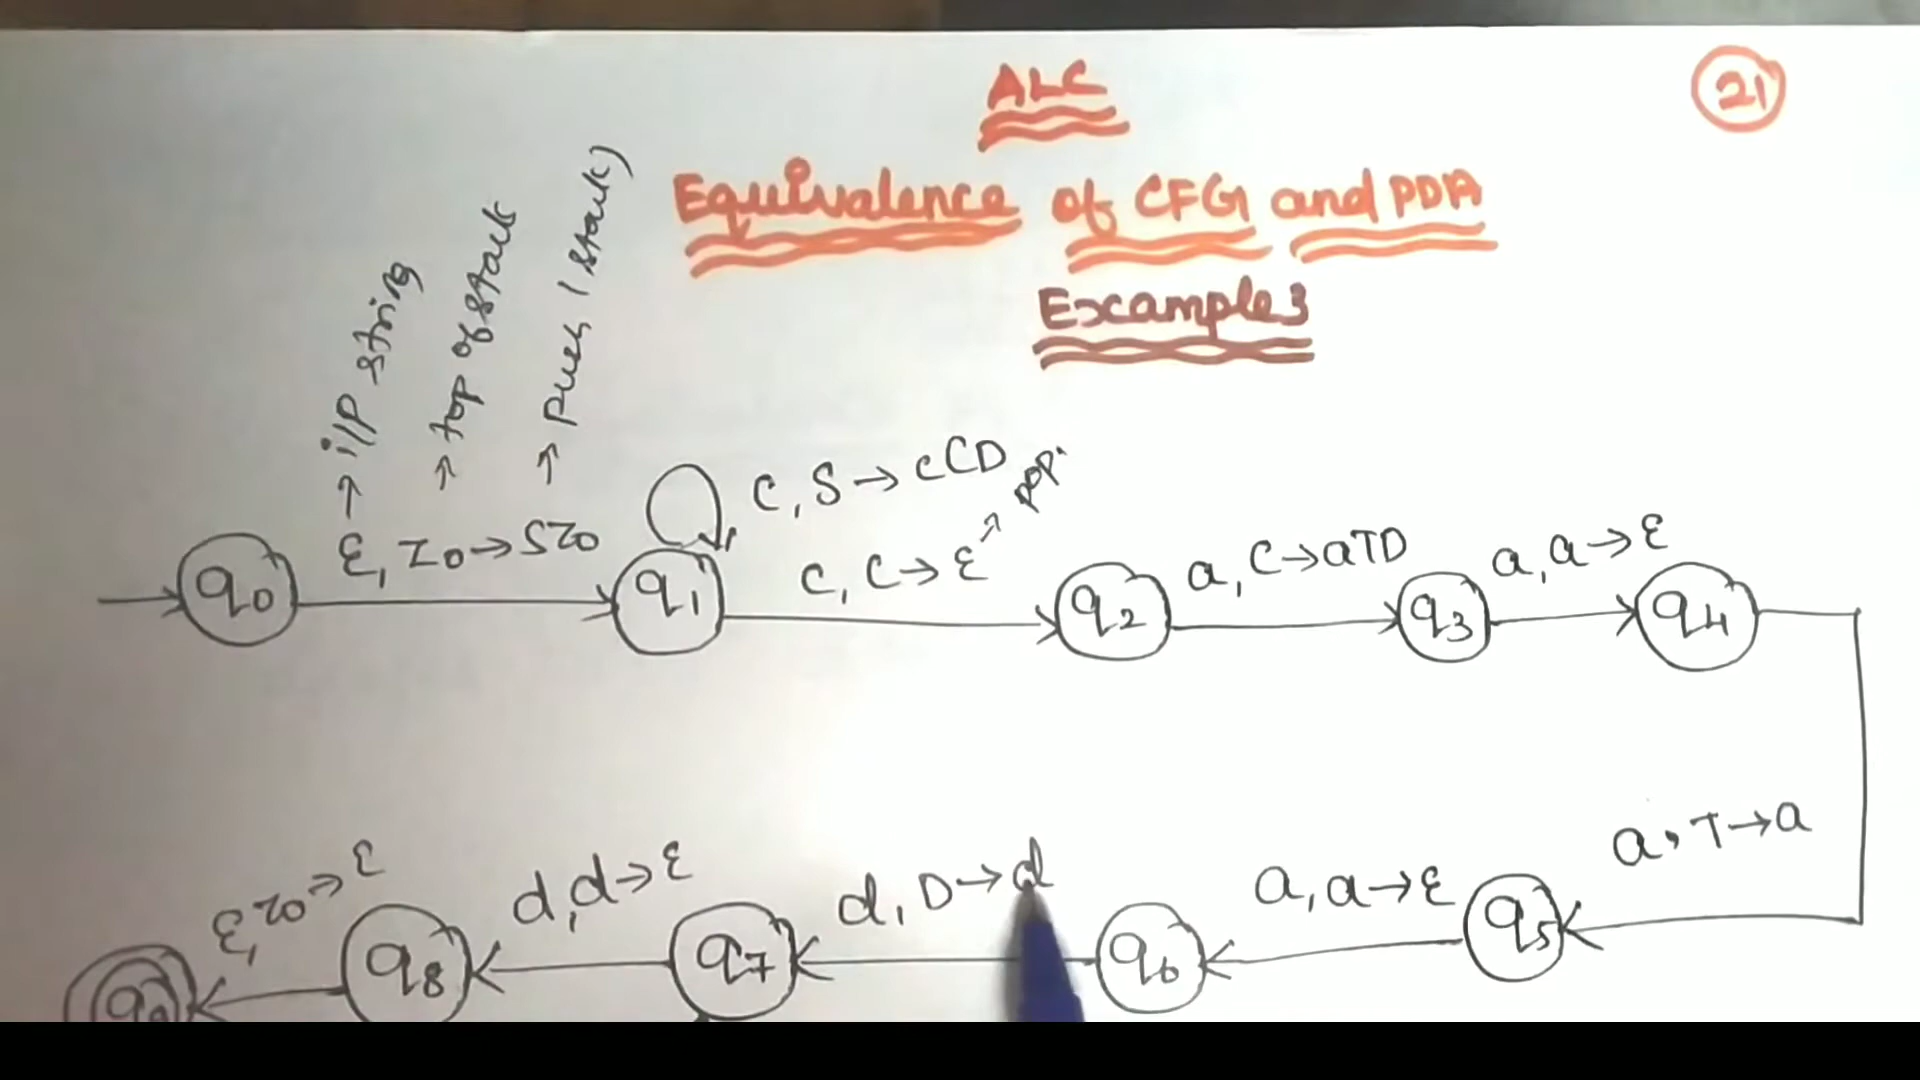 ALC
21
Equivalence of CFG and PDA
Example 3
→ i/p string
→ top of stack
→ push (stack)
ε, Z0 → SZ0
c, S → cCD
c, c → ε → pop.
a, C → aTD
a, a → ε
q0
q1
q2
q3
q4
a, T → a
a, a → ε
d, D → d
d, d → ε
ε, Z0 → ε
q5
q6
q7
q8
q9